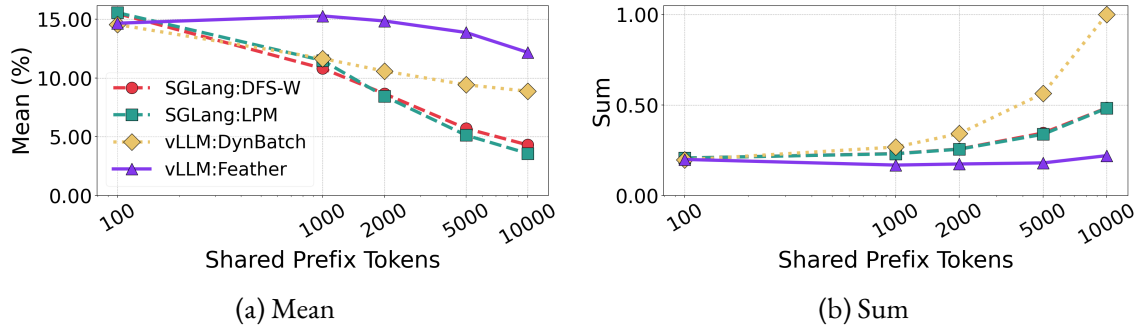 15.00
10.00
5.00
0.00
Mean (%)
SGLang:DFS-W
SGLang:LPM
vLLM:DynBatch
vLLM:Feather
100
1000
2000
5000
10000
Shared Prefix Tokens
(a) Mean
1.00
0.50
0.00
Sum
100
1000
2000
5000
10000
Shared Prefix Tokens
(b) Sum